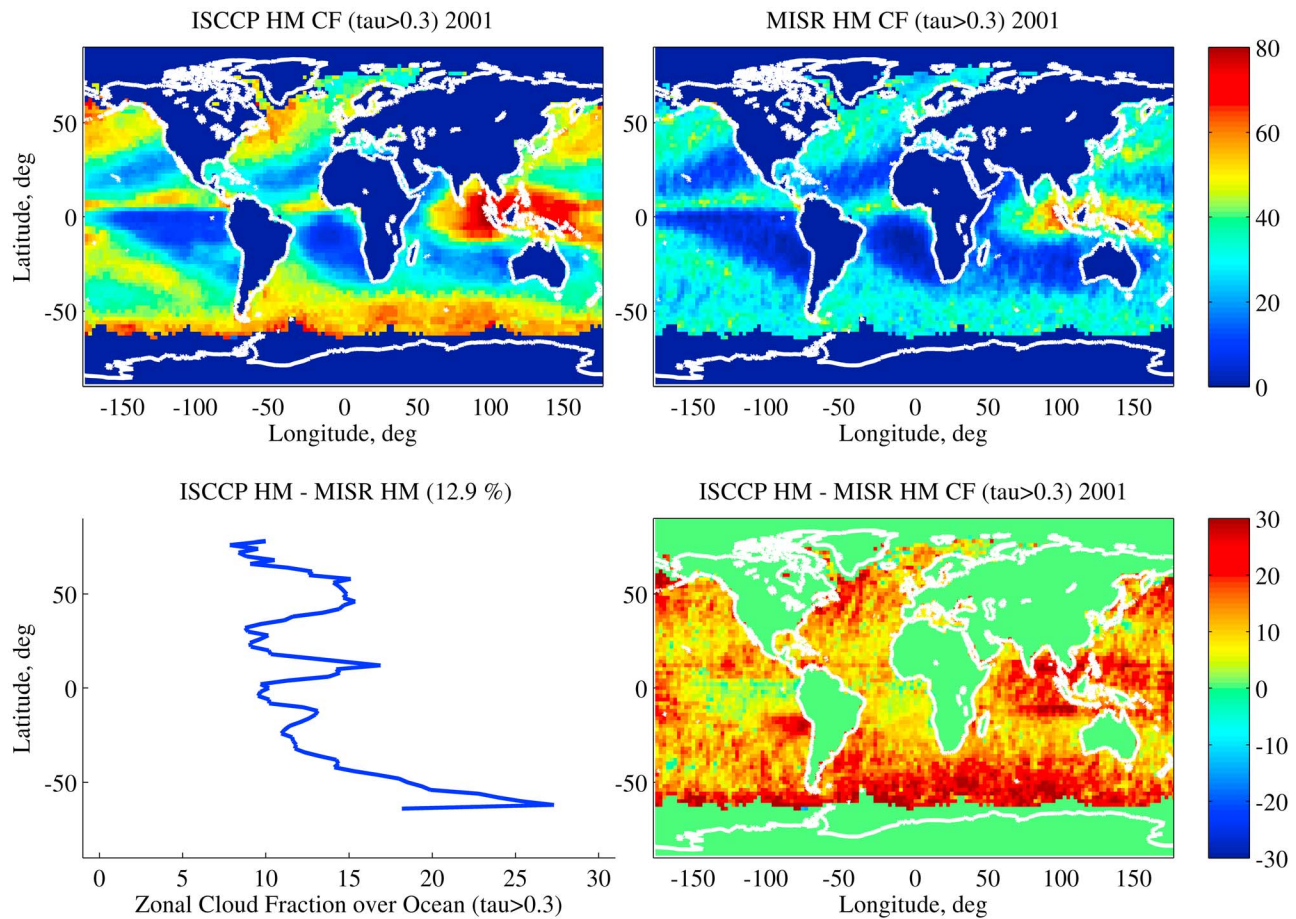 ISCCP HM CF (tau>0.3) 2001
MISR HM CF (tau>0.3) 2001
Latitude, deg
50
0
-50
-150 -100 -50 0 50 100 150
Longitude, deg
50
0
-50
-150 -100 -50 0 50 100 150
Longitude, deg
80
60
40
20
0
ISCCP HM - MISR HM (12.9 %)
ISCCP HM - MISR HM CF (tau>0.3) 2001
Latitude, deg
50
0
-50
0 5 10 15 20 25 30
Zonal Cloud Fraction over Ocean (tau>0.3)
50
0
-50
-150 -100 -50 0 50 100 150
Longitude, deg
30
20
10
0
-10
-20
-30